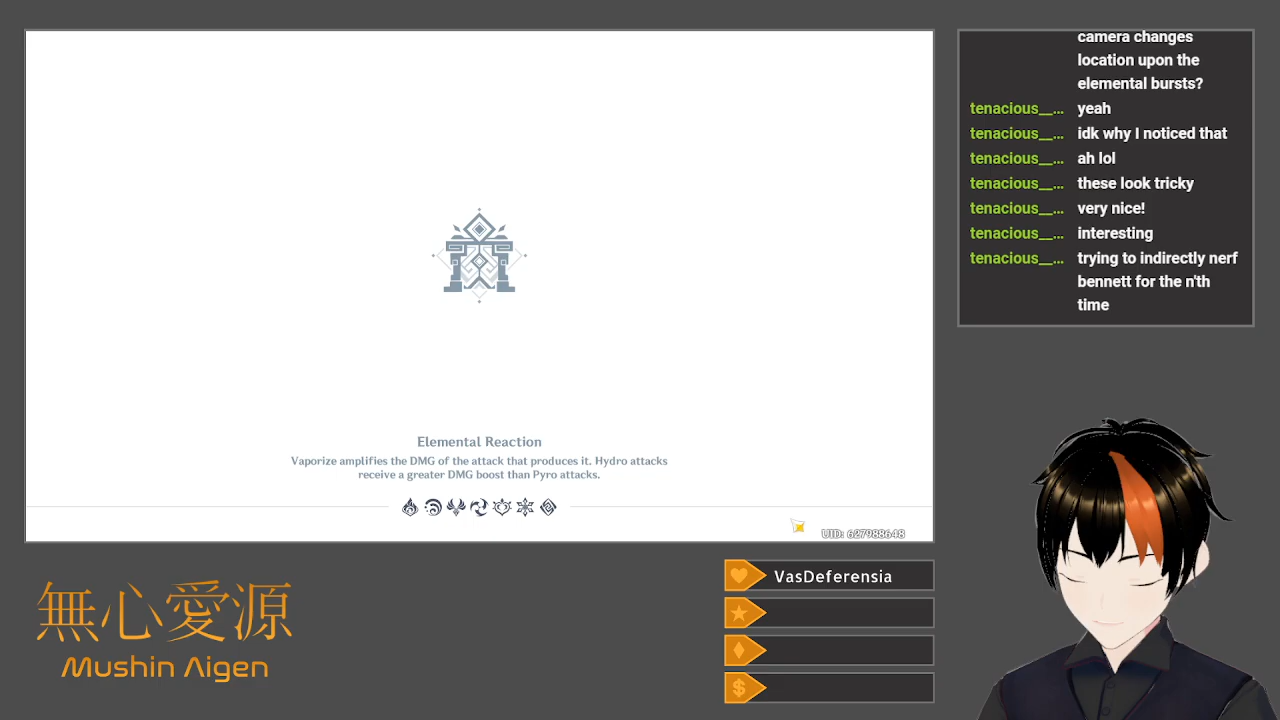 camera changes
location upon the
elemental bursts?
tenacious__... yeah
tenacious__... idk why I noticed that
tenacious__... ah lol
tenacious__... these look tricky
tenacious__... very nice!
tenacious__... interesting
tenacious__... trying to indirectly nerf
bennett for the n'th
time
Elemental Reaction
Vaporize amplifies the DMG of the attack that produces it. Hydro attacks
receive a greater DMG boost than Pyro attacks.
UID: 627988648
無心愛源
Mushin Aigen
VasDeferensia